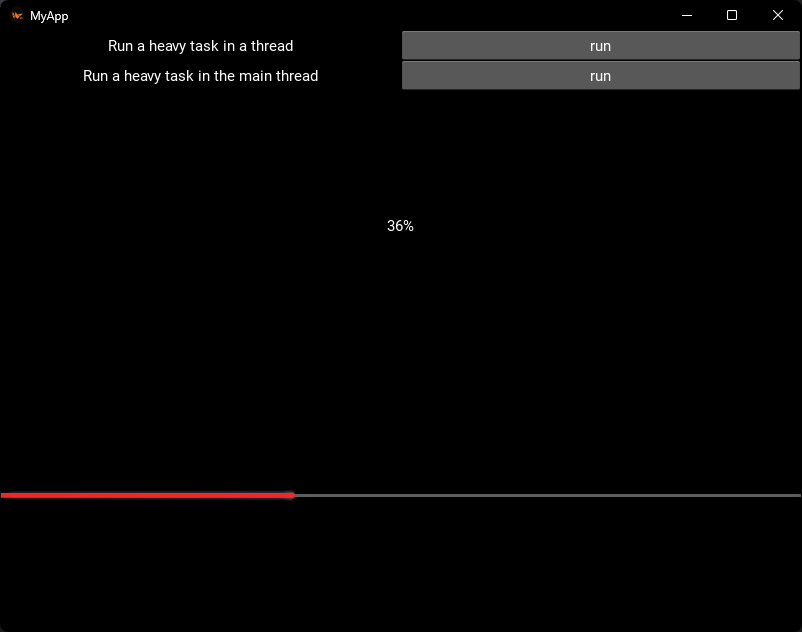 MyApp
Run a heavy task in a thread run
Run a heavy task in the main thread run
36%